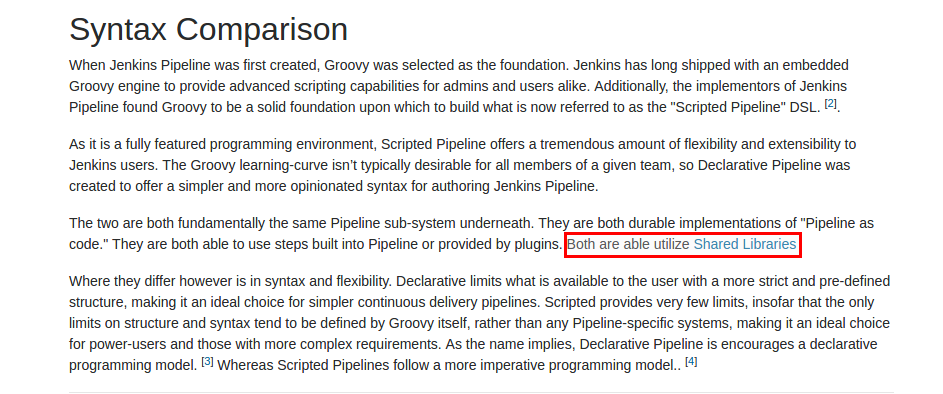 Syntax Comparison
When Jenkins Pipeline was first created, Groovy was selected as the foundation. Jenkins has long shipped with an embedded
Groovy engine to provide advanced scripting capabilities for admins and users alike. Additionally, the implementors of Jenkins
Pipeline found Groovy to be a solid foundation upon which to build what is now referred to as the "Scripted Pipeline" DSL. [2].
As it is a fully featured programming environment, Scripted Pipeline offers a tremendous amount of flexibility and extensibility to
Jenkins users. The Groovy learning-curve isn't typically desirable for all members of a given team, so Declarative Pipeline was
created to offer a simpler and more opinionated syntax for authoring Jenkins Pipeline.
The two are both fundamentally the same Pipeline sub-system underneath. They are both durable implementations of "Pipeline as
code." They are both able to use steps built into Pipeline or provided by plugins. Both are able utilize Shared Libraries
Where they differ however is in syntax and flexibility. Declarative limits what is available to the user with a more strict and pre-defined
structure, making it an ideal choice for simpler continuous delivery pipelines. Scripted provides very few limits, insofar that the only
limits on structure and syntax tend to be defined by Groovy itself, rather than any Pipeline-specific systems, making it an ideal choice
for power-users and those with more complex requirements. As the name implies, Declarative Pipeline is encourages a declarative
programming model. [3] Whereas Scripted Pipelines follow a more imperative programming model.. [4]